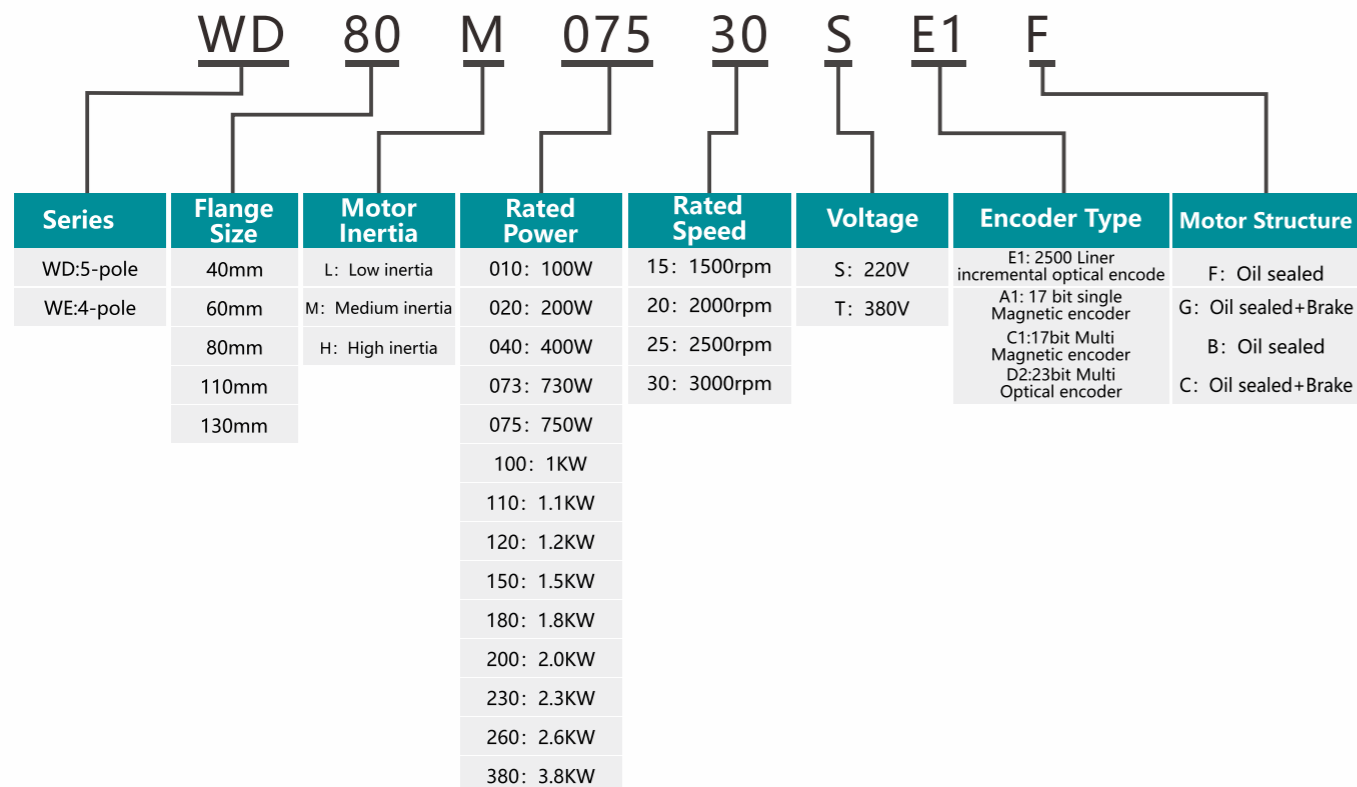 WD 80 M 075 30 S E1 F
Series
Flange
Size
Motor
Inertia
Rated
Power
Rated
Speed
Voltage
Encoder Type
Motor Structure
WD:5-pole
WE:4-pole
40mm
60mm
80mm
110mm
130mm
L: Low inertia
M: Medium inertia
H: High inertia
010: 100W
020: 200W
040: 400W
073: 730W
075: 750W
100: 1KW
110: 1.1KW
120: 1.2KW
150: 1.5KW
180: 1.8KW
200: 2.0KW
230: 2.3KW
260: 2.6KW
380: 3.8KW
15: 1500rpm
20: 2000rpm
25: 2500rpm
30: 3000rpm
S: 220V
T: 380V
E1: 2500 Liner
incremental optical encode
A1: 17 bit single
Magnetic encoder
C1:17bit Multi
Magnetic encoder
D2:23bit Multi
Optical encoder
F: Oil sealed
G: Oil sealed+Brake
B: Oil sealed
C: Oil sealed+Brake